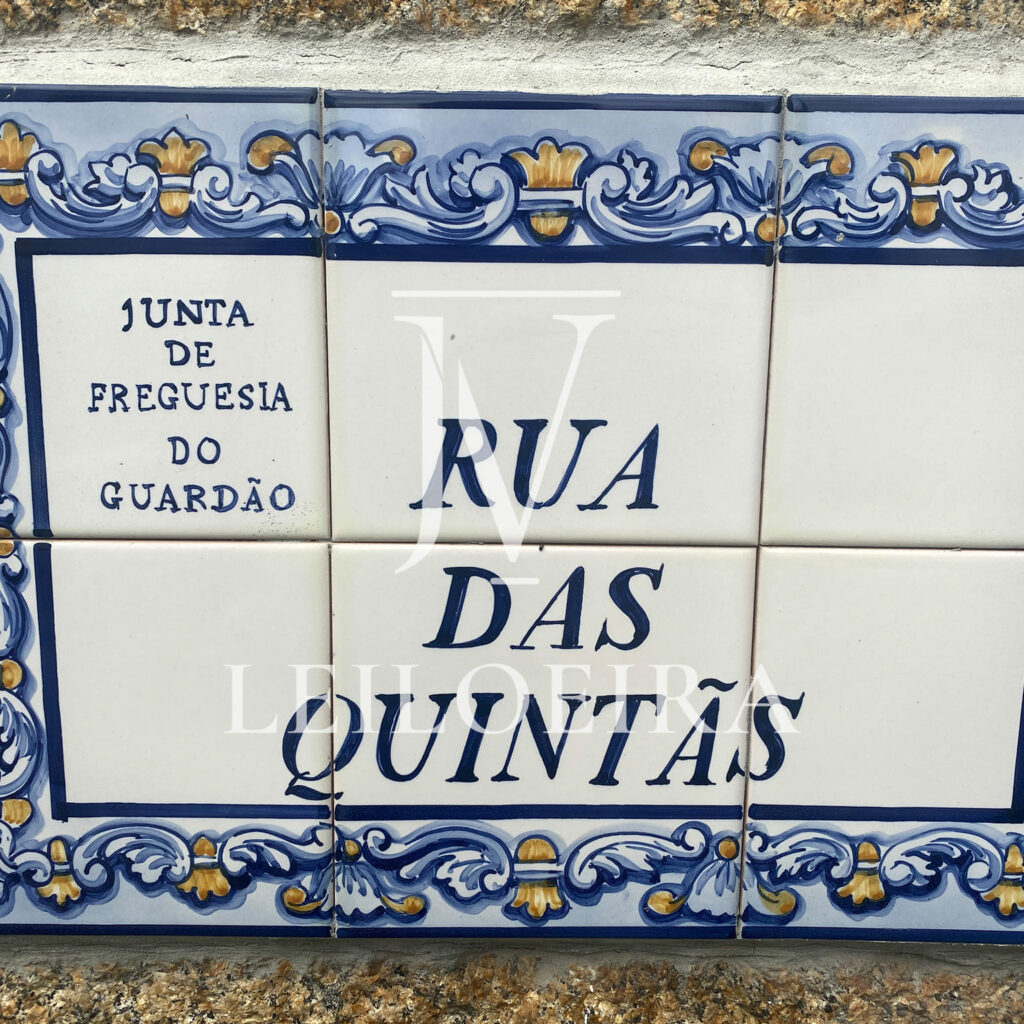 JUNTA
DE
FREGUESIA
DO
GUARDÃO
RUA
DAS
QUINTÃS
JV
LEILOEIRA